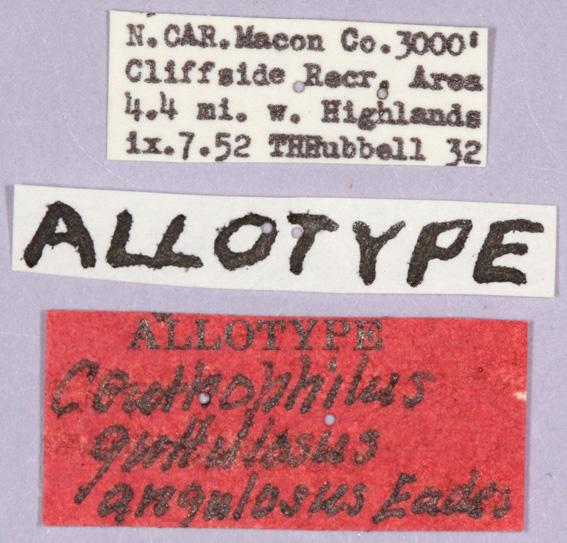 N.CAR.Macon Co.3000'
Cliffside Recr. Area
4.4 mi. w. Highlands
ix.7.52 THHubbell 32
ALLOTYPE
ALLOTYPE
Ceuthophilus
guttulosus
angulosus Eades